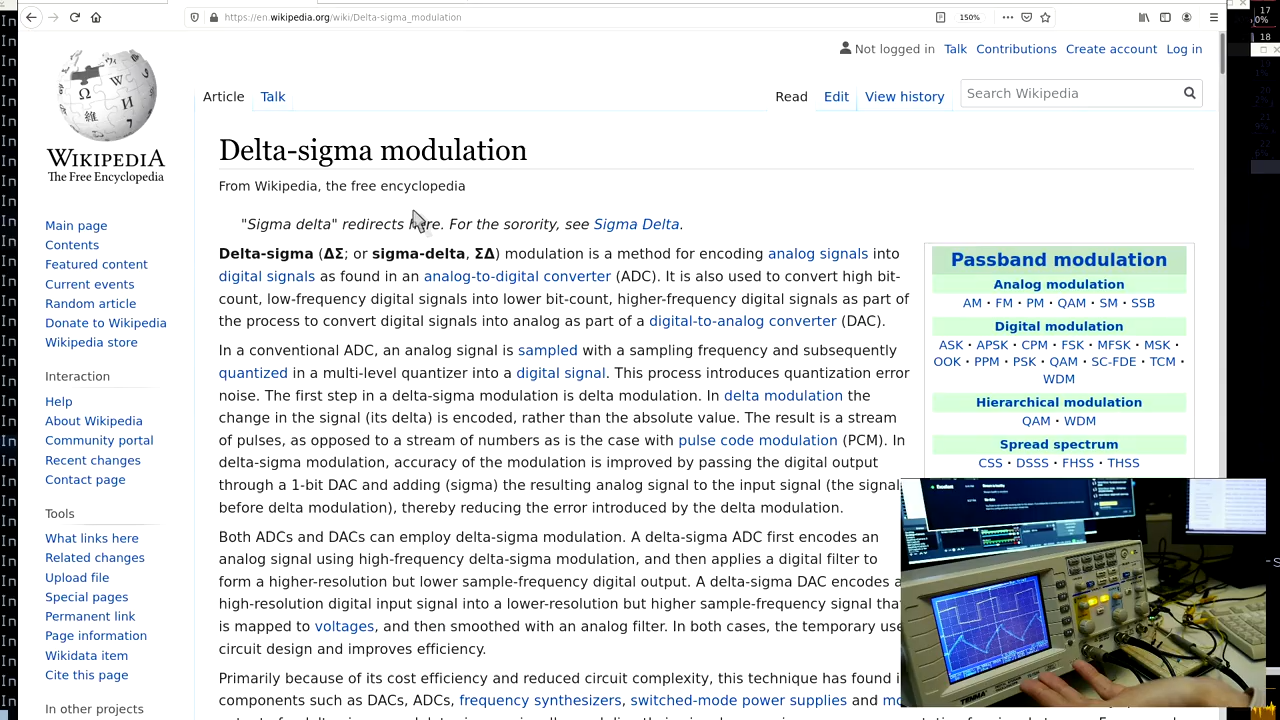 https://en.wikipedia.org/wiki/Delta-sigma_modulation
150%
17
0%
18
Not logged in Talk Contributions Create account Log in
Article Talk
Read Edit View history
Search Wikipedia
WIKIPEDIA
The Free Encyclopedia
Main page
Contents
Featured content
Current events
Random article
Donate to Wikipedia
Wikipedia store
Interaction
Help
About Wikipedia
Community portal
Recent changes
Contact page
Tools
What links here
Related changes
Upload file
Special pages
Permanent link
Page information
Wikidata item
Cite this page
In other projects
Delta-sigma modulation
From Wikipedia, the free encyclopedia
"Sigma delta" redirects here. For the sorority, see Sigma Delta.
Delta-sigma (ΔΣ; or sigma-delta, ΣΔ) modulation is a method for encoding analog signals into
digital signals as found in an analog-to-digital converter (ADC). It is also used to convert high bit-
count, low-frequency digital signals into lower bit-count, higher-frequency digital signals as part of
the process to convert digital signals into analog as part of a digital-to-analog converter (DAC).
In a conventional ADC, an analog signal is sampled with a sampling frequency and subsequently
quantized in a multi-level quantizer into a digital signal. This process introduces quantization error
noise. The first step in a delta-sigma modulation is delta modulation. In delta modulation the
change in the signal (its delta) is encoded, rather than the absolute value. The result is a stream
of pulses, as opposed to a stream of numbers as is the case with pulse code modulation (PCM). In
delta-sigma modulation, accuracy of the modulation is improved by passing the digital output
through a 1-bit DAC and adding (sigma) the resulting analog signal to the input signal (the signal
before delta modulation), thereby reducing the error introduced by the delta modulation.
Both ADCs and DACs can employ delta-sigma modulation. A delta-sigma ADC first encodes an
analog signal using high-frequency delta-sigma modulation, and then applies a digital filter to
form a higher-resolution but lower sample-frequency digital output. A delta-sigma DAC encodes a
high-resolution digital input signal into a lower-resolution but higher sample-frequency signal that
is mapped to voltages, and then smoothed with an analog filter. In both cases, the temporary use
circuit design and improves efficiency.
Primarily because of its cost efficiency and reduced circuit complexity, this technique has found
components such as DACs, ADCs, frequency synthesizers, switched-mode power supplies and
Passband modulation
Analog modulation
AM · FM · PM · QAM · SM · SSB
Digital modulation
ASK · APSK · CPM · FSK · MFSK · MSK ·
OOK · PPM · PSK · QAM · SC-FDE · TCM ·
WDM
Hierarchical modulation
QAM · WDM
Spread spectrum
CSS · DSSS · FHSS · THSS